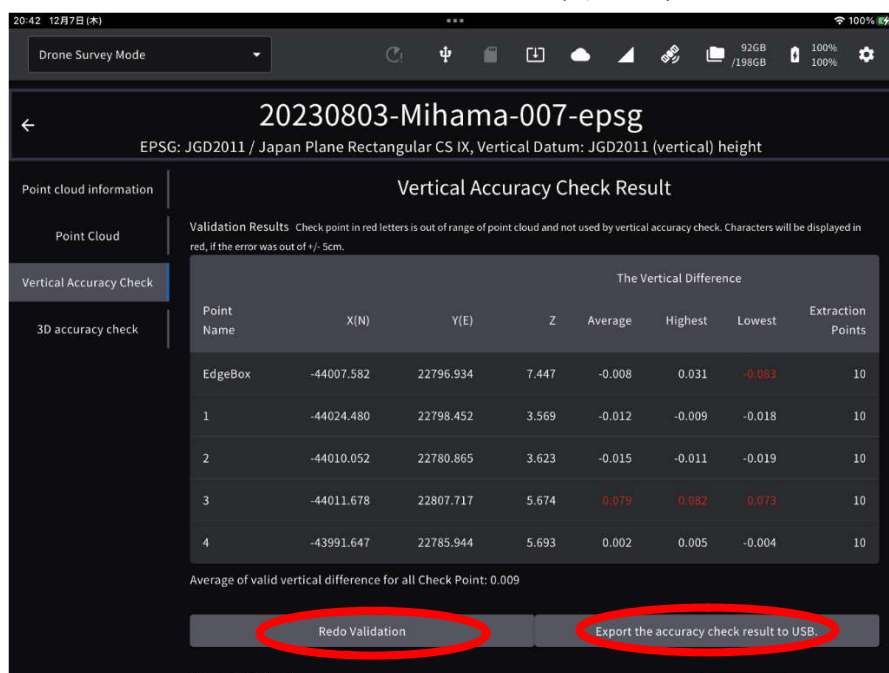 20:42 12月7日(木)
100%
Drone Survey Mode
92GB
/198GB
100%
100%
20230803-Mihama-007-epsg
EPSG: JGD2011 / Japan Plane Rectangular CS IX, Vertical Datum: JGD2011 (vertical) height
Point cloud information
Point Cloud
Vertical Accuracy Check
3D accuracy check
Vertical Accuracy Check Result
Validation Results Check point in red letters is out of range of point cloud and not used by vertical accuracy check. Characters will be displayed in
red, if the error was out of +/- 5cm.
The Vertical Difference
Point Name X(N) Y(E) Z Average Highest Lowest Extraction Points
EdgeBox -44007.582 22796.934 7.447 -0.008 0.031 -0.083 10
1 -44024.480 22798.452 3.569 -0.012 -0.009 -0.018 10
2 -44010.052 22780.865 3.623 -0.015 -0.011 -0.019 10
3 -44011.678 22807.717 5.674 0.079 0.082 0.073 10
4 -43991.647 22785.944 5.693 0.002 0.005 -0.004 10
Average of valid vertical difference for all Check Point: 0.009
Redo Validation
Export the accuracy check result to USB.